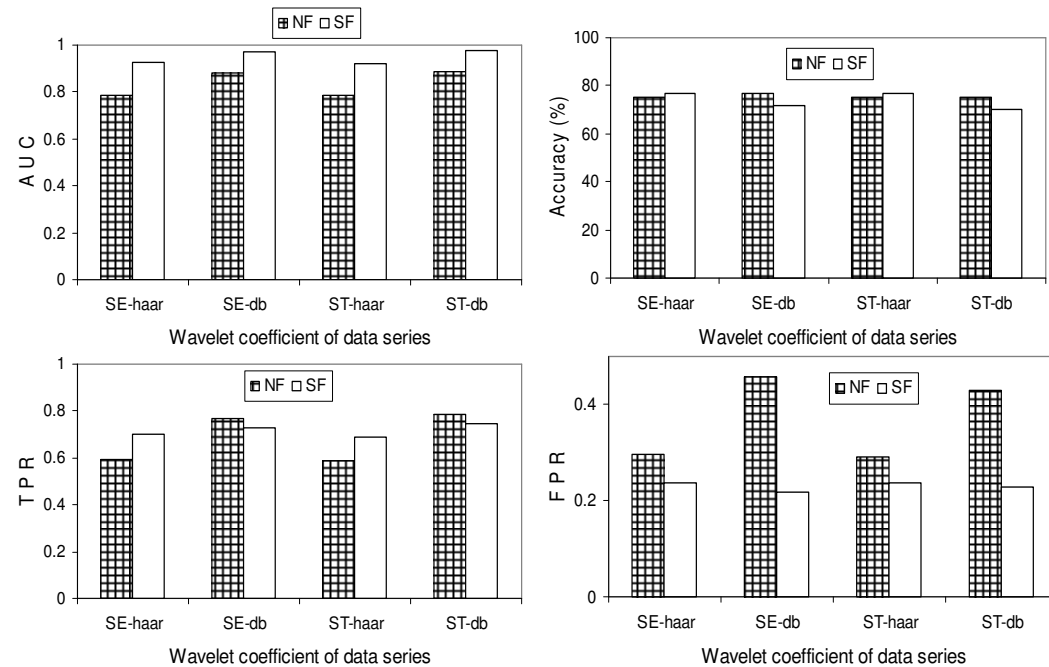 NF SF
1
0.8
0.6
0.4
0.2
0
A U C
SE-haar SE-db ST-haar ST-db
Wavelet coefficient of data series
NF SF
100
80
60
40
20
0
Accuracy (%)
SE-haar SE-db ST-haar ST-db
Wavelet coefficient of data series
NF SF
1
0.8
0.6
0.4
0.2
0
T P R
SE-haar SE-db ST-haar ST-db
Wavelet coefficient of data series
NF SF
0.4
0.2
0
F P R
SE-haar SE-db ST-haar ST-db
Wavelet coefficient of data series